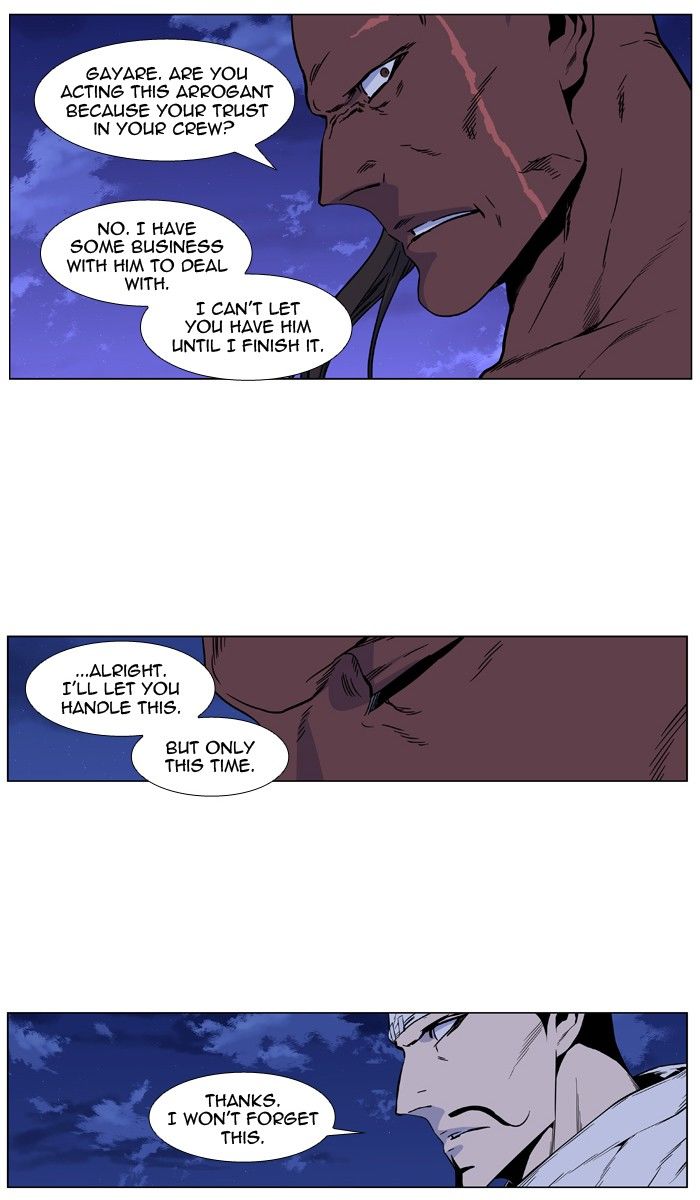 GAYARE. ARE YOU
ACTING THIS ARROGANT
BECAUSE YOUR TRUST
IN YOUR CREW?
NO. I HAVE
SOME BUSINESS
WITH HIM TO DEAL
WITH.
I CAN'T LET
YOU HAVE HIM
UNTIL I FINISH IT.
...ALRIGHT.
I'LL LET YOU
HANDLE THIS.
BUT ONLY
THIS TIME.
THANKS.
I WON'T FORGET
THIS.